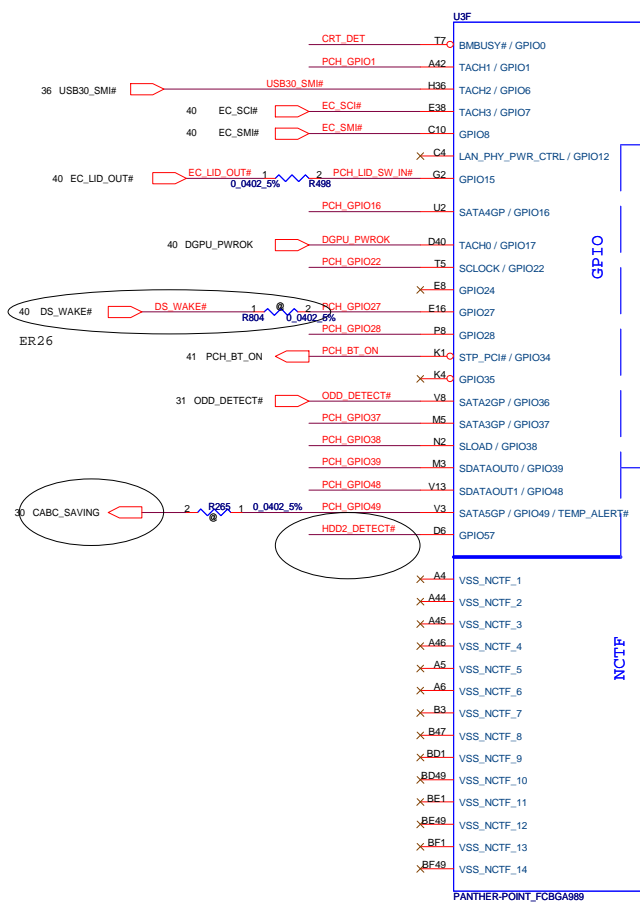 U3F
CRT_DET T7 BMBUSY# / GPIO0
PCH_GPIO1 A42 TACH1 / GPIO1
36 USB30_SMI# USB30_SMI# H36 TACH2 / GPIO6
40 EC_SCI# EC_SCI# E38 TACH3 / GPIO7
40 EC_SMI# EC_SMI# C10 GPIO8
C4 LAN_PHY_PWR_CTRL / GPIO12
40 EC_LID_OUT# EC_LID_OUT# 1 2 PCH_LID_SW_IN# G2 GPIO15
0_0402_5% R498
PCH_GPIO16 U2 SATA4GP / GPIO16
40 DGPU_PWROK DGPU_PWROK D40 TACH0 / GPIO17
PCH_GPIO22 T5 SCLOCK / GPIO22
GPIO
E8 GPIO24
40 DS_WAKE# DS_WAKE# 1 @ 2 PCH_GPIO27 E16 GPIO27
R804 0_0402_5%
PCH_GPIO28 P8 GPIO28
ER26
41 PCH_BT_ON PCH_BT_ON K1 STP_PCI# / GPIO34
K4 GPIO35
31 ODD_DETECT# ODD_DETECT# V8 SATA2GP / GPIO36
PCH_GPIO37 M5 SATA3GP / GPIO37
PCH_GPIO38 N2 SLOAD / GPIO38
PCH_GPIO39 M3 SDATAOUT0 / GPIO39
PCH_GPIO48 V13 SDATAOUT1 / GPIO48
30 CABC_SAVING 2 R265 1 0_0402_5% PCH_GPIO49 V3 SATA5GP / GPIO49 / TEMP_ALERT#
@
HDD2_DETECT# D6 GPIO57
A4 VSS_NCTF_1
A44 VSS_NCTF_2
A45 VSS_NCTF_3
A46 VSS_NCTF_4
NCTF
A5 VSS_NCTF_5
A6 VSS_NCTF_6
B3 VSS_NCTF_7
B47 VSS_NCTF_8
BD1 VSS_NCTF_9
BD49 VSS_NCTF_10
BE1 VSS_NCTF_11
BE49 VSS_NCTF_12
BF1 VSS_NCTF_13
BF49 VSS_NCTF_14
PANTHER-POINT_FCBGA989